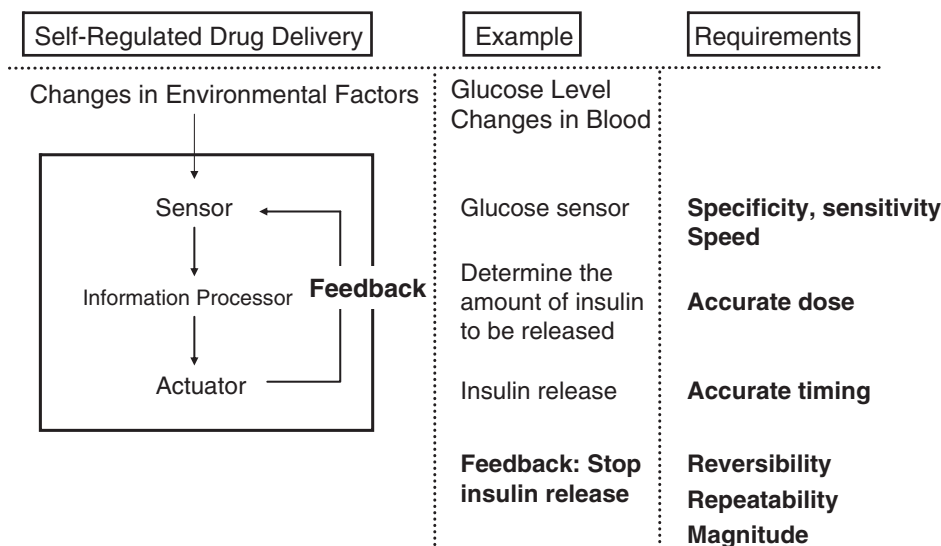 Self-Regulated Drug Delivery
Example
Requirements
Changes in Environmental Factors
Glucose Level
Changes in Blood
Sensor
Glucose sensor
Specificity, sensitivity
Speed
Information Processor
Feedback
Determine the
amount of insulin
to be released
Accurate dose
Actuator
Insulin release
Accurate timing
Feedback: Stop
insulin release
Reversibility
Repeatability
Magnitude